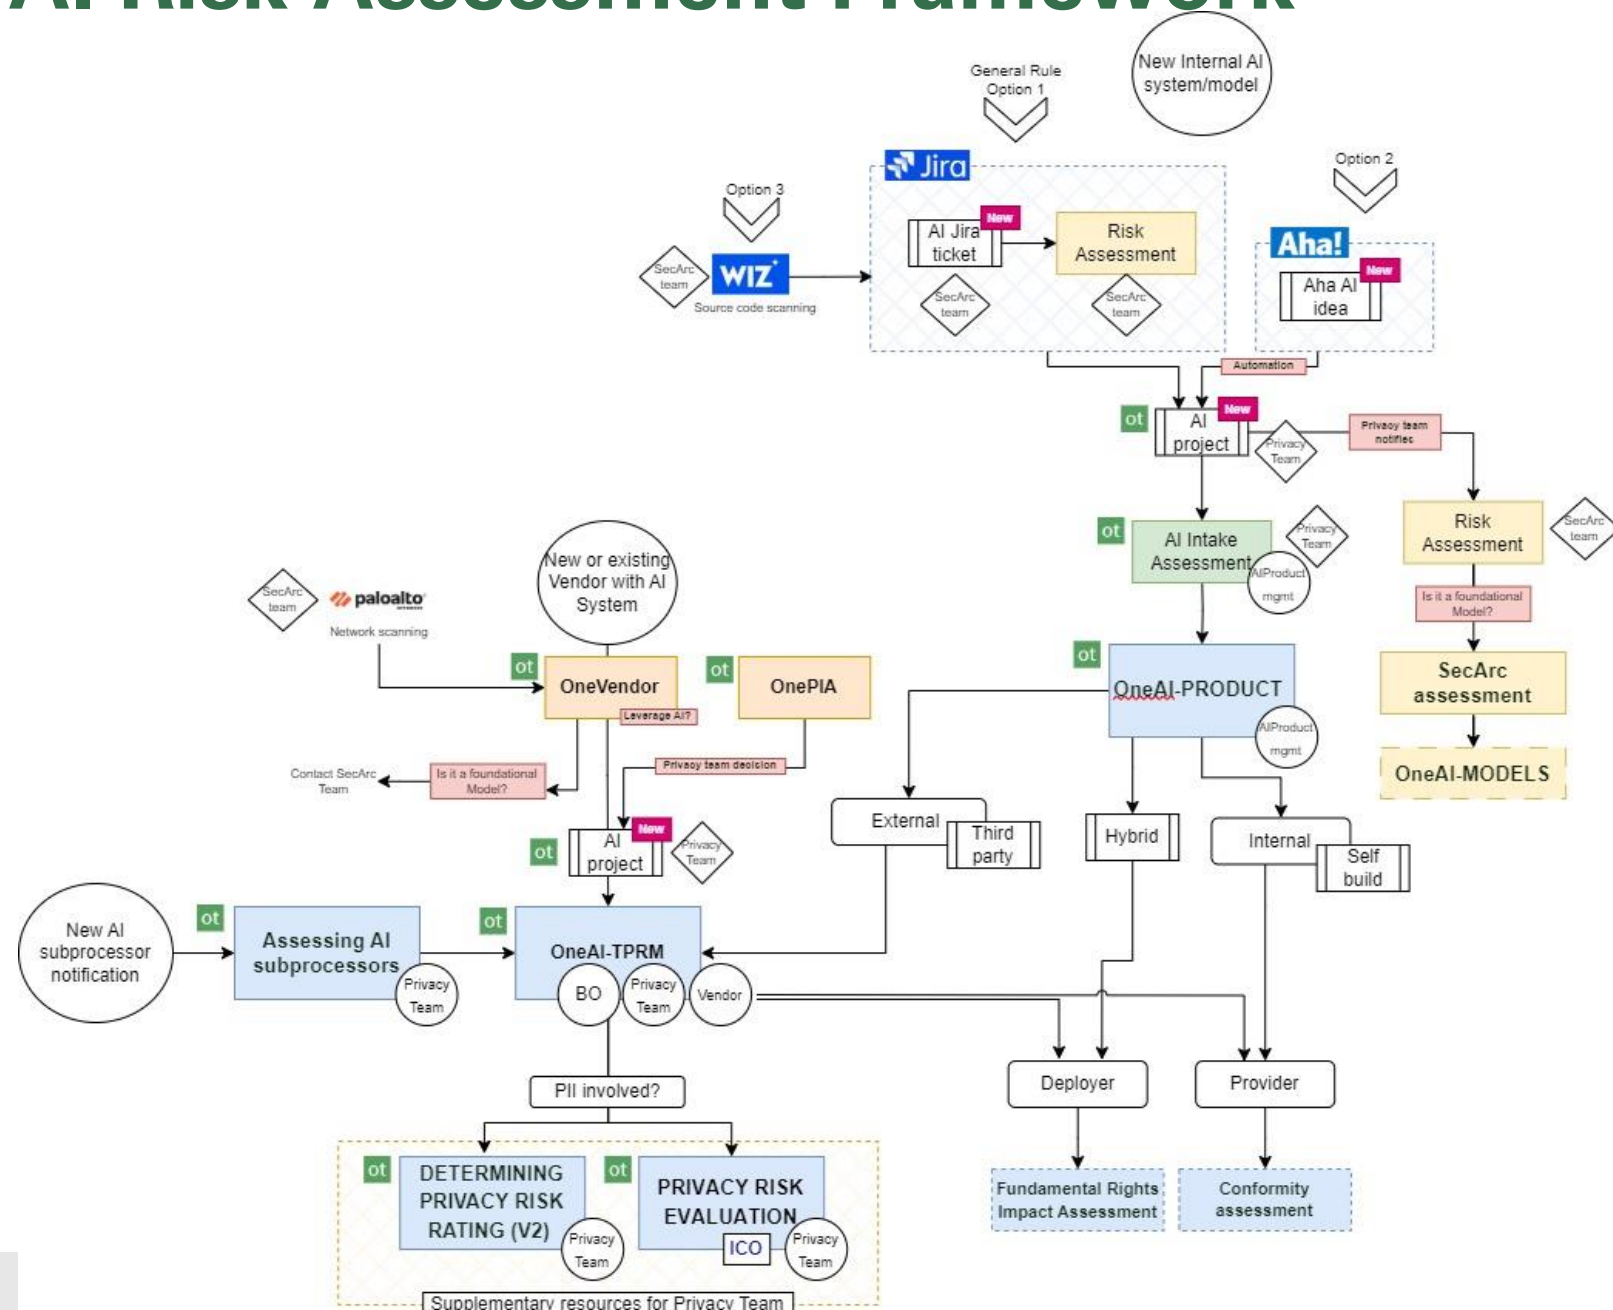 AI Risk Assessment Framework
New Internal AI
system/model
General Rule
Option 1
Option 2
Option 3
Jira
AI Jira
ticket
New
Risk
Assessment
SecArc
team
SecArc
team
SecArc
team
WIZ
Source code scanning
Aha!
Aha AI
idea
New
Automation
ot
AI
project
New
Privacy
Team
Privacy team
notifies
ot
AI Intake
Assessment
Privacy
Team
AIProduct
mgmt
Risk
Assessment
SecArc
team
Is it a foundational
Model?
SecArc
assessment
OneAI-MODELS
New or existing
Vendor with AI
System
SecArc
team
paloalto
Network scanning
ot
OneVendor
Leverage AI?
ot
OnePIA
Privacy team decision
Contact SecArc
Team
Is it a foundational
Model?
ot
OneAI-PRODUCT
AIProduct
mgmt
External
Third
party
Hybrid
Internal
Self
build
ot
AI
project
New
Privacy
Team
New AI
subprocessor
notification
ot
Assessing AI
subprocessors
Privacy
Team
ot
OneAI-TPRM
BO
Privacy
Team
Vendor
PII involved?
Deployer
Provider
ot
DETERMINING
PRIVACY RISK
RATING (V2)
Privacy
Team
ot
PRIVACY RISK
EVALUATION
ICO
Privacy
Team
Fundamental Rights
Impact Assessment
Conformity
assessment
Supplementary resources for Privacy Team